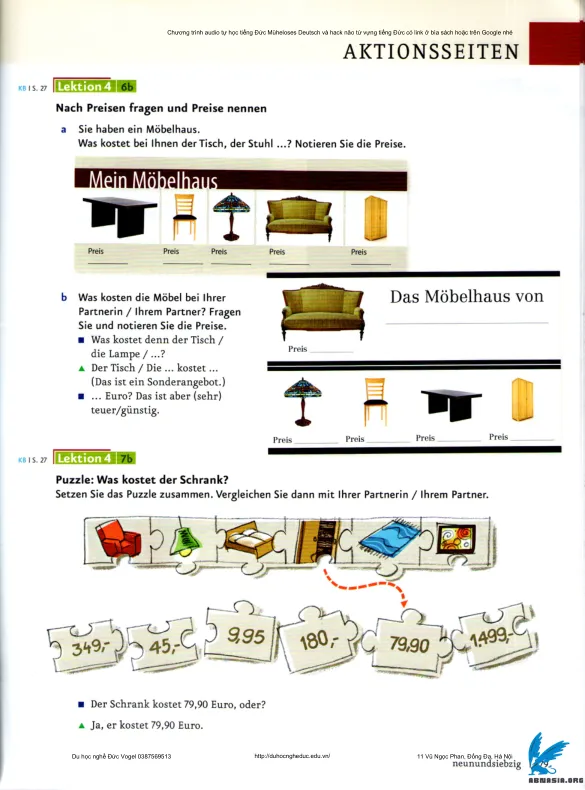 Chương trình audio tự học tiếng Đức Müheloses Deutsch và hack não từ vựng tiếng Đức có link ở bìa sách hoặc trên Google nhé
AKTIONSSEITEN
KB I S. 27 Lektion 4 6b
Nach Preisen fragen und Preise nennen
a Sie haben ein Möbelhaus.
Was kostet bei Ihnen der Tisch, der Stuhl ...? Notieren Sie die Preise.
Mein Möbelhaus
Preis Preis Preis Preis Preis
b Was kosten die Möbel bei Ihrer
Partnerin / Ihrem Partner? Fragen
Sie und notieren Sie die Preise.
■ Was kostet denn der Tisch /
die Lampe / ...?
▲ Der Tisch / Die ... kostet ...
(Das ist ein Sonderangebot.)
■ ... Euro? Das ist aber (sehr)
teuer/günstig.
Das Möbelhaus von
Preis
Preis Preis Preis Preis
KB I S. 27 Lektion 4 7b
Puzzle: Was kostet der Schrank?
Setzen Sie das Puzzle zusammen. Vergleichen Sie dann mit Ihrer Partnerin / Ihrem Partner.
349,- 45,- 9,95 180,- 79,90 1.499,-
■ Der Schrank kostet 79,90 Euro, oder?
▲ Ja, er kostet 79,90 Euro.
Du học nghề Đức Vogel 0387569513 http://duhocngheduc.edu.vn/ 11 Vũ Ngọc Phan, Đống Đa, Hà Nội
neunundsiebzig
ABMASIA.ORG